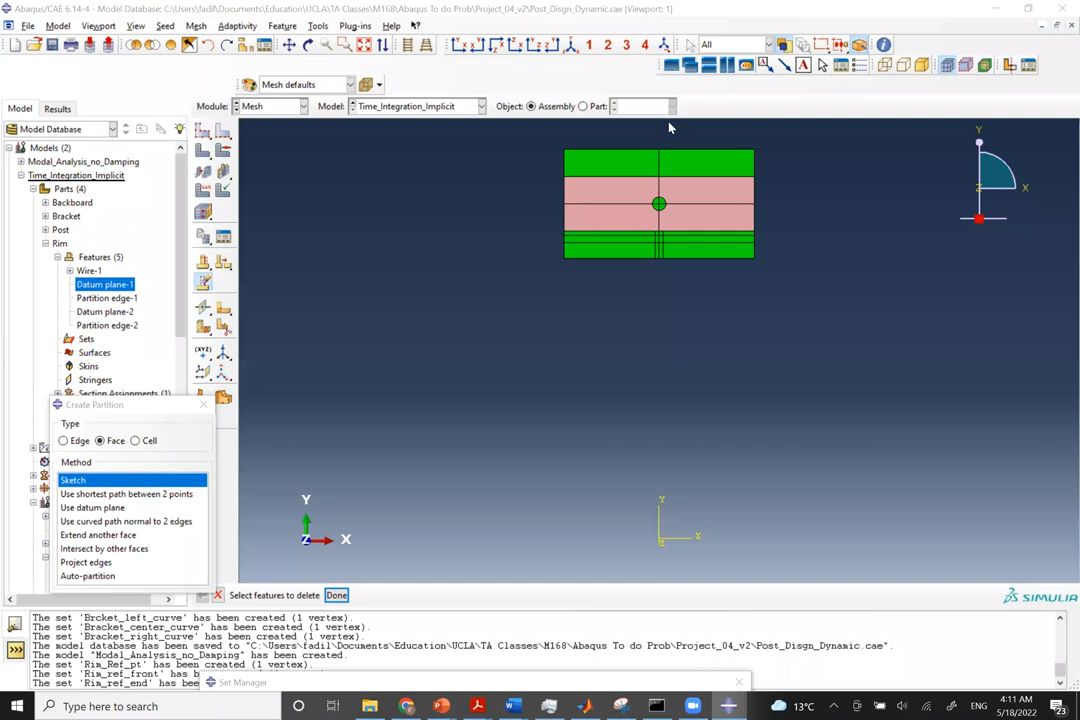 Abaqus/CAE 6.14-4 - Model Database: C:\Users\fadil\Documents\Education\UCLA\TA Classes\M168\Abaqus To do Prob\Project_04_v2\Post_Disgn_Dynamic.cae [Viewport: 1]
File Model Viewport View Seed Mesh Adaptivity Feature Tools Plug-ins Help
1 2 3 4 All
A
Mesh defaults
Model Results
Module: Mesh Model: Time_Integration_Implicit Object: Assembly Part:
Model Database
Models (2)
Modal_Analysis_no_Damping
Time_Integration_Implicit
Parts (4)
Backboard
Bracket
Post
Rim
Features (5)
Wire-1
Datum plane-1
Partition edge-1
Datum plane-2
Partition edge-2
Sets
Surfaces
Skins
Stringers
Section Assignments (1)
(XYZ)
Create Partition
Type
Edge Face Cell
Method
Sketch
Use shortest path between 2 points
Use datum plane
Use curved path normal to 2 edges
Extend another face
Intersect by other faces
Project edges
Auto-partition
Y
Z X
Y
Z X
Y
Z X
Select features to delete Done
SIMULIA
The set 'Brcket_left_curve' has been created (1 vertex).
The set 'Bracket_center_curve' has been created (1 vertex).
The set 'Bracket_right_curve' has been created (1 vertex).
The model database has been saved to "C:\Users\fadil\Documents\Education\UCLA\TA Classes\M168\Abaqus To do Prob\Project_04_v2\Post_Disgn_Dynamic.cae".
The model "Modal_Analysis_no_Damping" has been created.
The set 'Rim_Ref_pt' has been created (1 vertex).
The set 'Rim_ref_front' has been created (1 vertex).
The set 'Rim_ref_end' has been
Set Manager
Type here to search
13°C
ENG
4:11 AM
5/18/2022
23